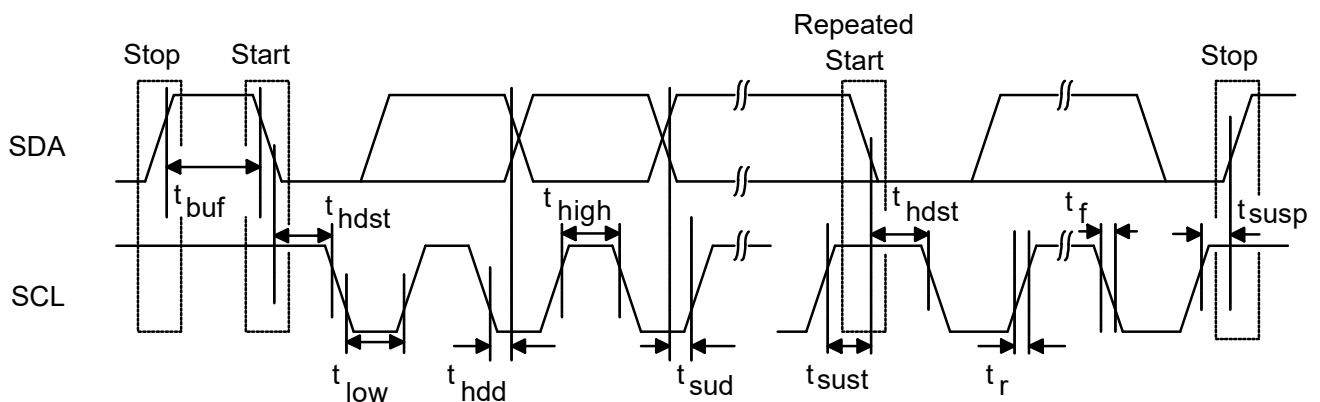 Repeated
Stop Start Start Stop
SDA
t buf t hdst t high t hdst t f t susp
SCL
t low t hdd t sud t sust t r